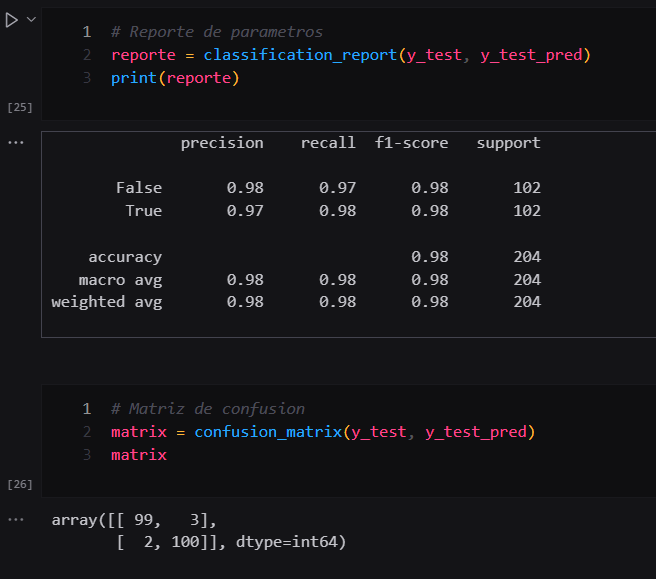 1 # Reporte de parametros
2 reporte = classification_report(y_test, y_test_pred)
3 print(reporte)
[25]
... precision recall f1-score support
False 0.98 0.97 0.98 102
True 0.97 0.98 0.98 102
accuracy 0.98 204
macro avg 0.98 0.98 0.98 204
weighted avg 0.98 0.98 0.98 204
1 # Matriz de confusion
2 matrix = confusion_matrix(y_test, y_test_pred)
3 matrix
[26]
... array([[ 99, 3],
[ 2, 100]], dtype=int64)